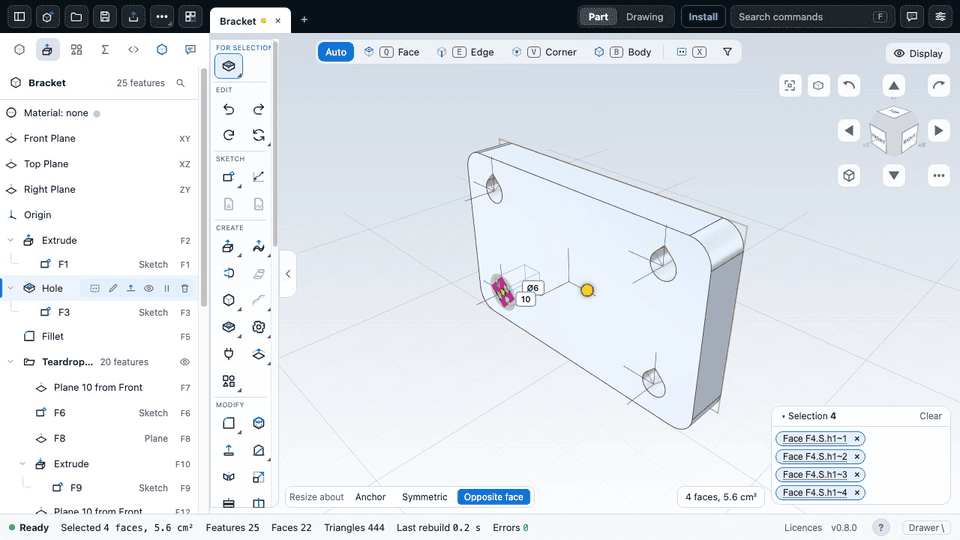 Bracket
Part
Drawing
Install
Search commands
F
Bracket
25 features
Material: none
Front Plane XY
Top Plane XZ
Right Plane ZY
Origin
Extrude F2
F1 Sketch F1
Hole
F3 Sketch F3
Fillet F5
Teardrop... 20 features
Plane 10 from Front F7
F6 Sketch F6
F8 Plane F8
Extrude F10
F9 Sketch F9
Plane 10 from Front F12
FOR SELECTION
EDIT
SKETCH
CREATE
MODIFY
Auto
Q Face
E Edge
V Corner
B Body
X
Display
FRONT
RIGHT
Ø6
10
Selection 4
Clear
Face F4.S.h1~1 ×
Face F4.S.h1~2 ×
Face F4.S.h1~3 ×
Face F4.S.h1~4 ×
Resize about
Anchor
Symmetric
Opposite face
4 faces, 5.6 cm²
Ready
Selected 4 faces, 5.6 cm²
Features 25
Faces 22
Triangles 444
Last rebuild 0.2 s
Errors 0
Licences
v0.8.0
?
Drawer \